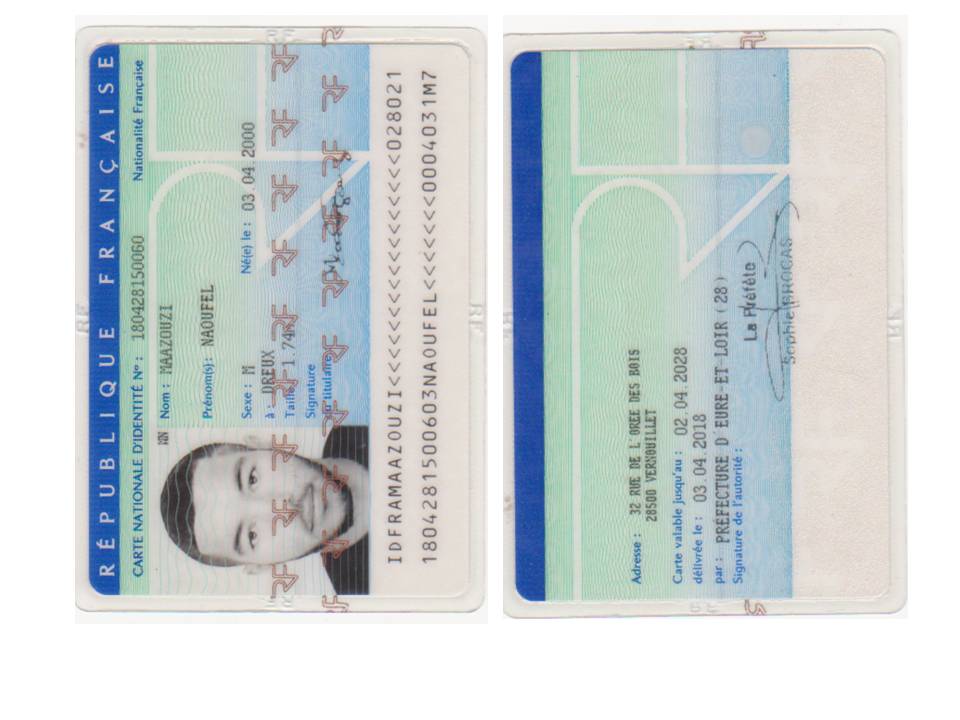 RÉPUBLIQUE FRANÇAISE
CARTE NATIONALE D'IDENTITÉ Nº : 180428150060 Nationalité Française
Nom : MAAZOUZI
Prénom(s): NAOUFEL
Sexe : M Né(e) le : 03.04.2000
à : DREUX
Taille : 1.74m
Signature
du titulaire
IDFRAMAAZOUZI<<<<<<<<<<<<<<<<<028021
1804281500603NAOUFEL<<<<<<<0004031M7
Adresse : 32 RUE DE L'OREE DES BOIS
28500 VERNOUILLET
Carte valable jusqu'au : 02.04.2028
délivrée le : 03.04.2018
par : PRÉFECTURE D'EURE-ET-LOIR (28)
Signature de l'autorité :
La Préfète
Sophie BROCAS